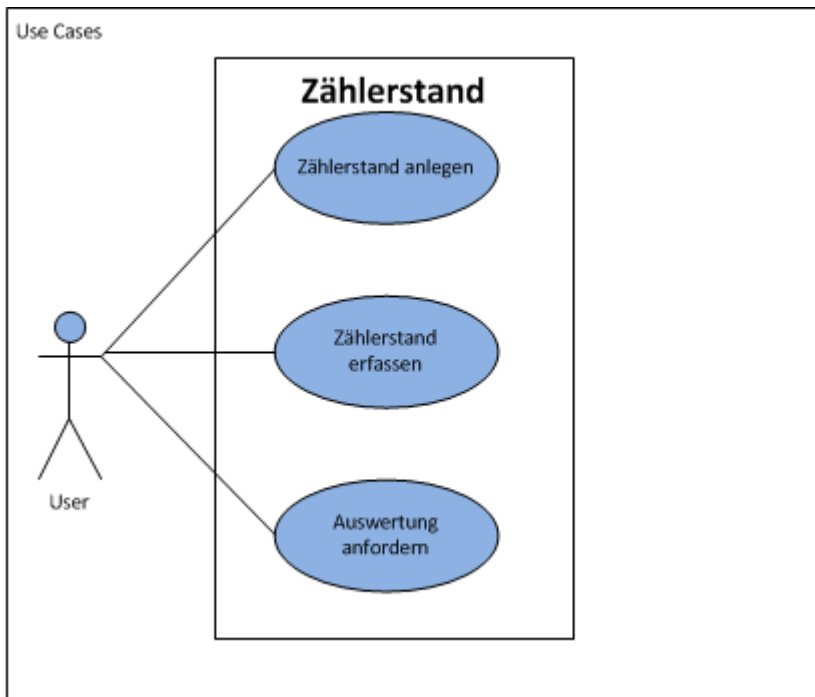 Use Cases
Zählerstand
Zählerstand anlegen
Zählerstand
erfassen
User
Auswertung
anfordern